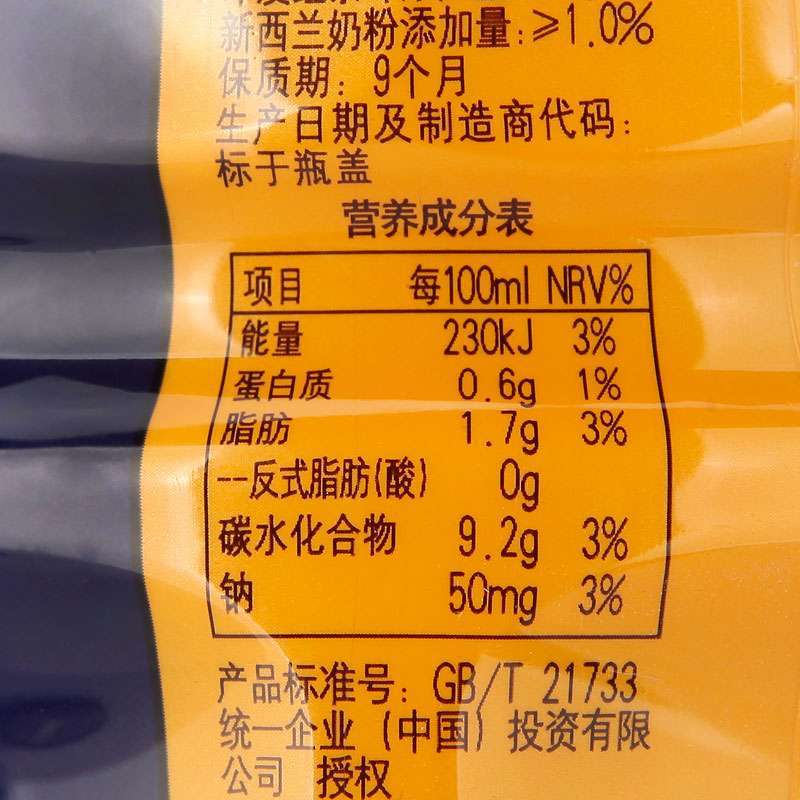 新西兰奶粉添加量:≥1.0%
保质期: 9个月
生产日期及制造商代码:
标于瓶盖
营养成分表
项目 每100ml NRV%
能量 230kJ 3%
蛋白质 0.6g 1%
脂肪 1.7g 3%
--反式脂肪(酸) 0g
碳水化合物 9.2g 3%
钠 50mg 3%
产品标准号: GB/T 21733
统一企业 (中国) 投资有限
公司 授权